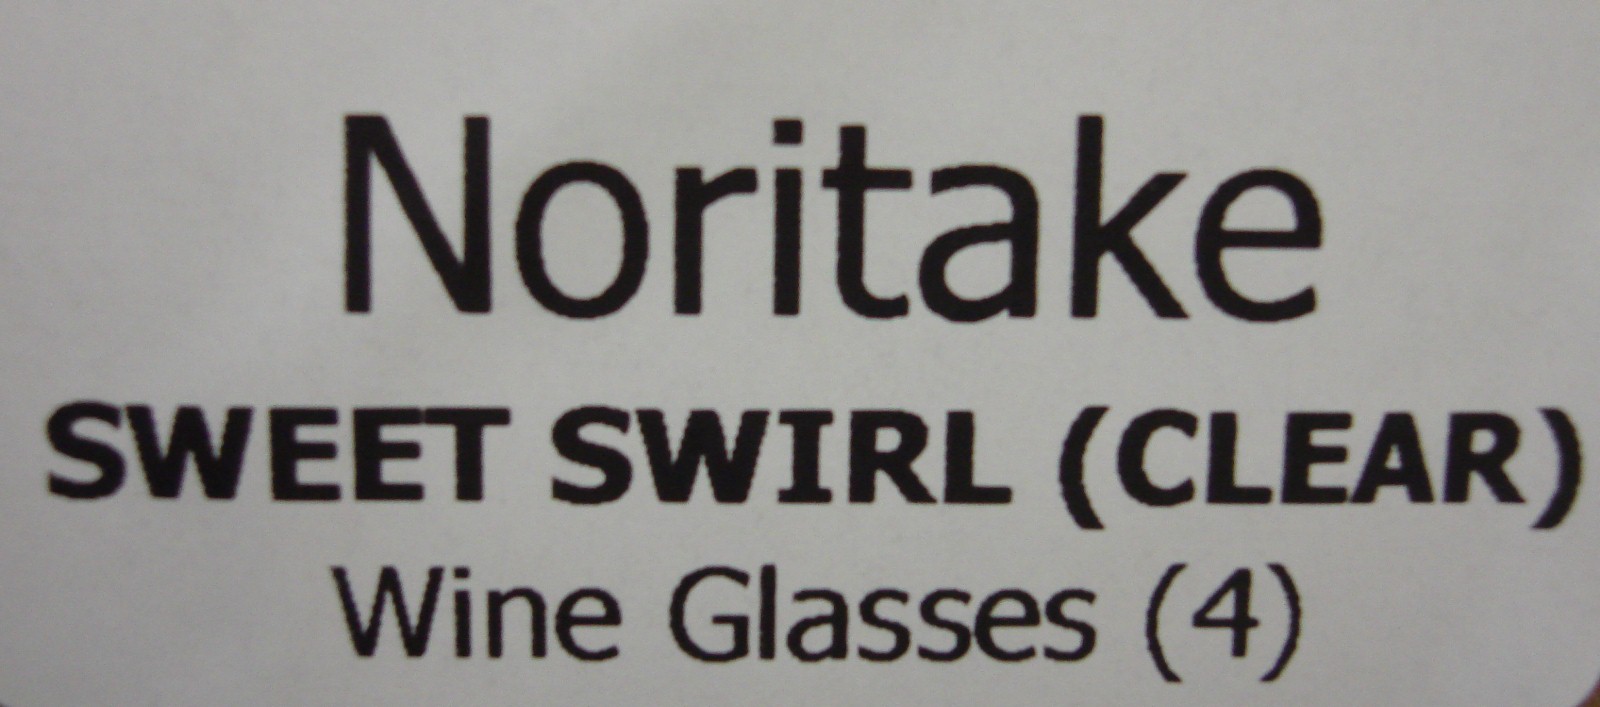 Noritake
SWEET SWIRL (CLEAR)
Wine Glasses (4)